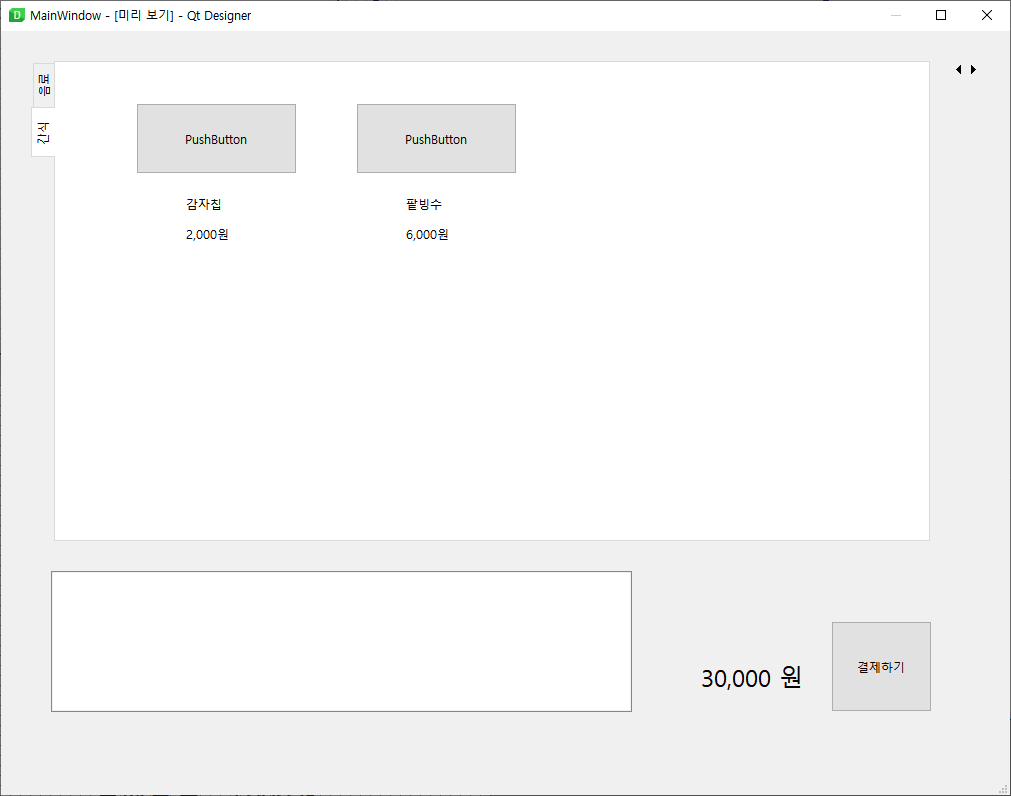 MainWindow - [미리 보기] - Qt Designer
음료
간식
PushButton PushButton
감자칩 팥빙수
2,000원 6,000원
30,000 원
결제하기